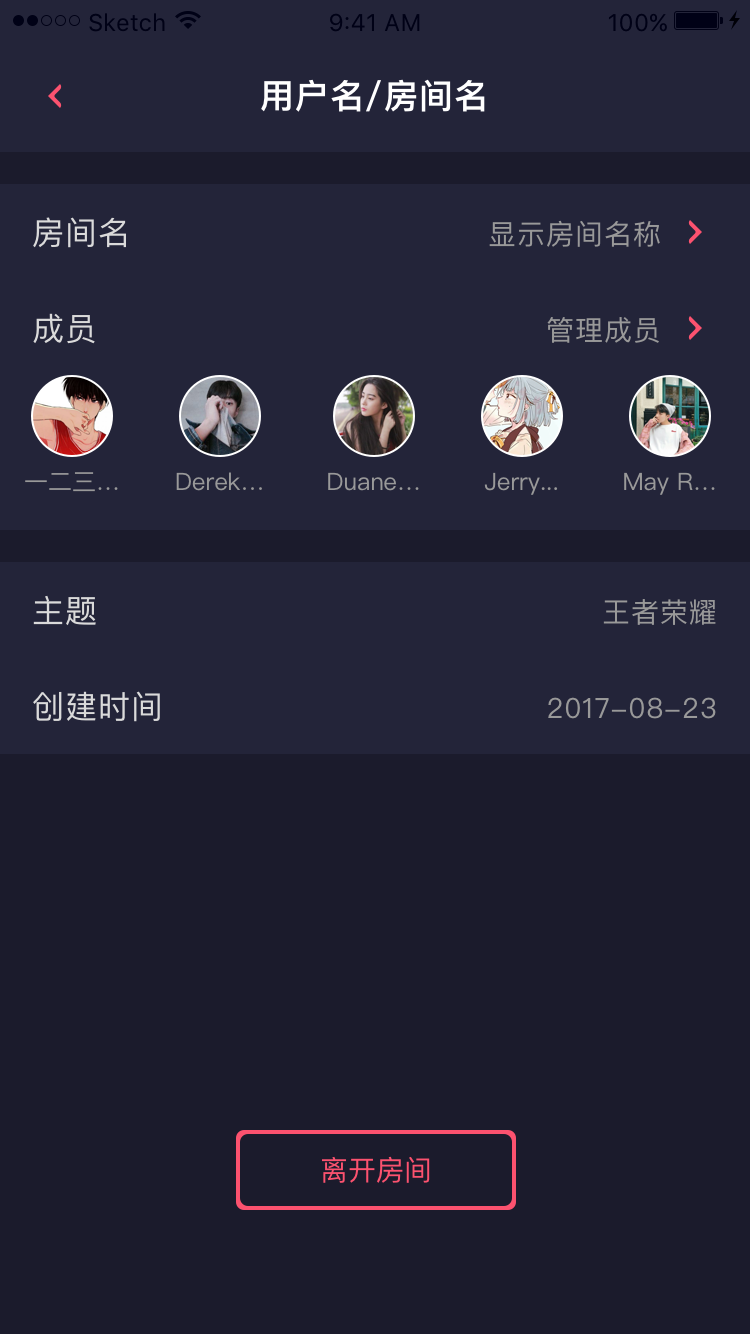 Sketch 9:41 AM 100%
用户名/房间名
房间名 显示房间名称
成员 管理成员
一二三... Derek... Duane... Jerry... May R...
主题 王者荣耀
创建时间 2017-08-23
离开房间